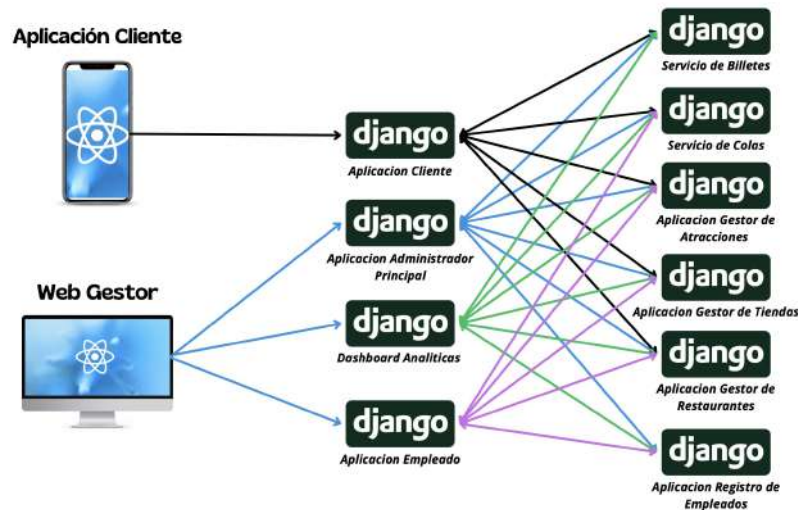 Aplicación Cliente
django
Aplicacion Cliente
django
Aplicacion Administrador
Principal
Web Gestor
django
Dashboard Analiticas
django
Aplicacion Empleado
django
Servicio de Billetes
django
Servicio de Colas
django
Aplicacion Gestor de
Atracciones
django
Aplicacion Gestor de Tiendas
django
Aplicacion Gestor de
Restaurantes
django
Aplicacion Registro de
Empleados